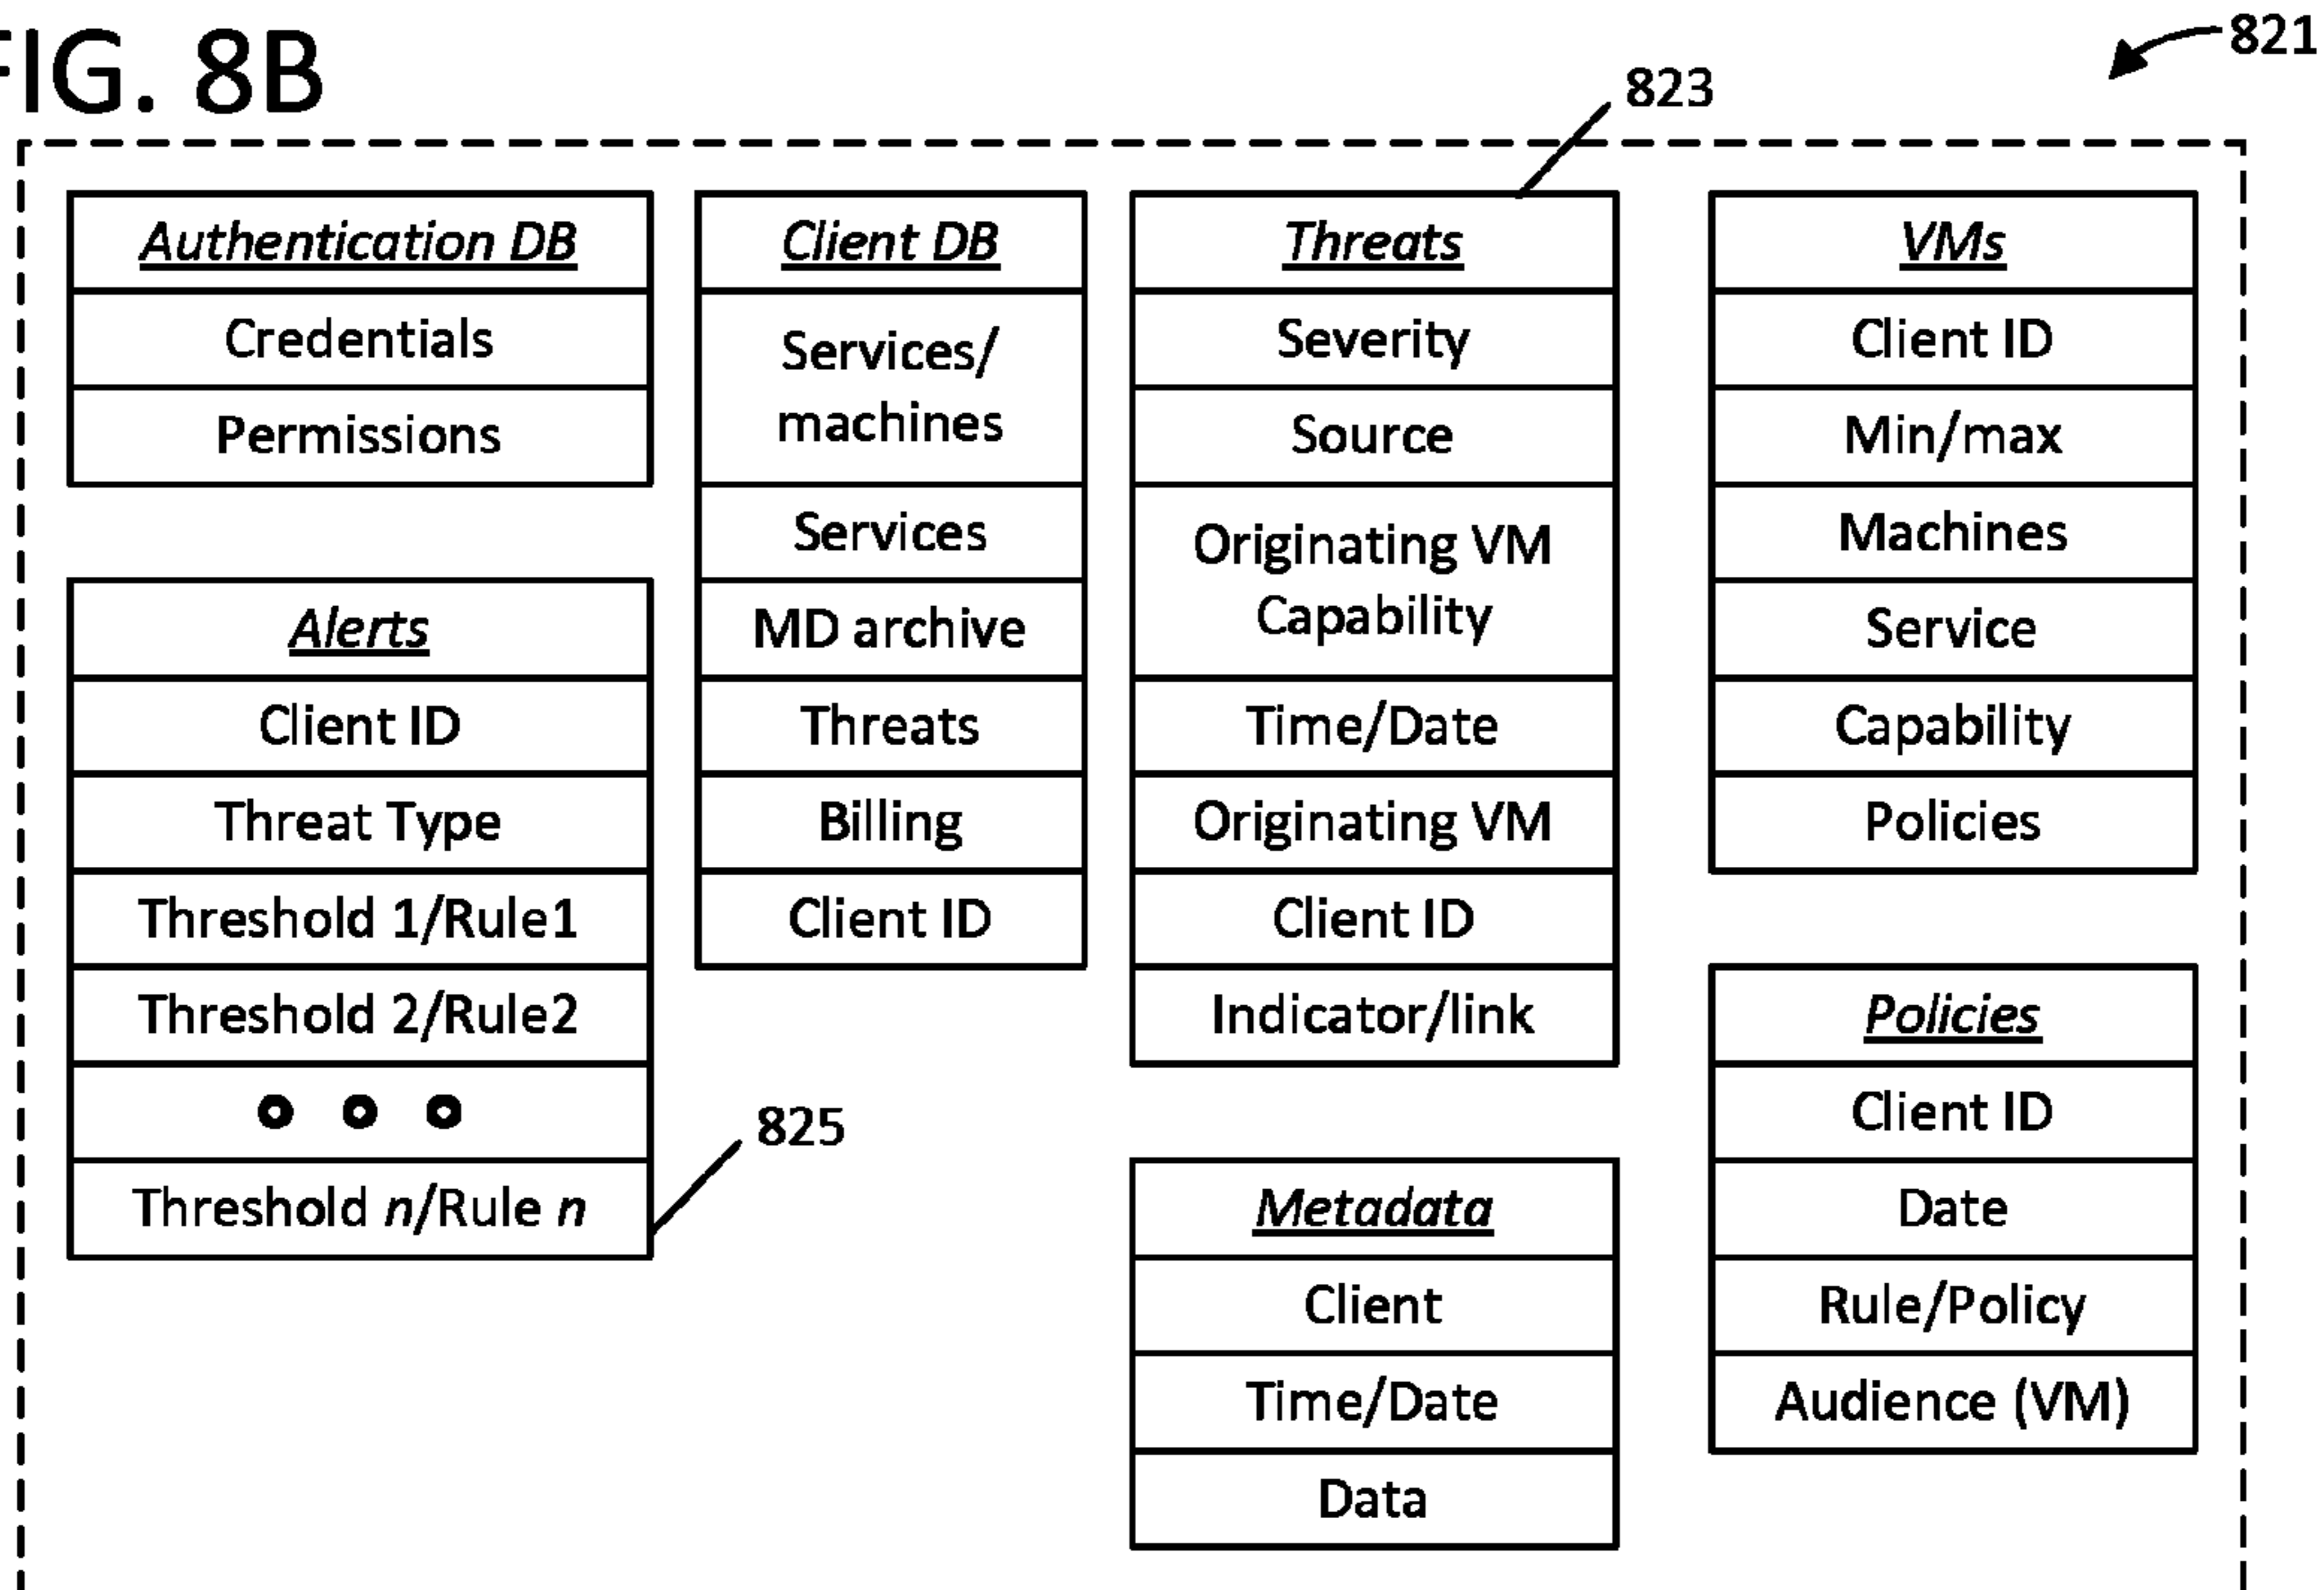 FIG. 8B
821
823
Authentication DB
Credentials
Permissions
Alerts
Client ID
Threat Type
Threshold 1/Rule1
Threshold 2/Rule2
Threshold n/Rule n
825
Client DB
Services/
machines
Services
MD archive
Threats
Billing
Client ID
Threats
Severity
Source
Originating VM
Capability
Time/Date
Originating VM
Client ID
Indicator/link
Metadata
Client
Time/Date
Data
VMs
Client ID
Min/max
Machines
Service
Capability
Policies
Policies
Client ID
Date
Rule/Policy
Audience (VM)